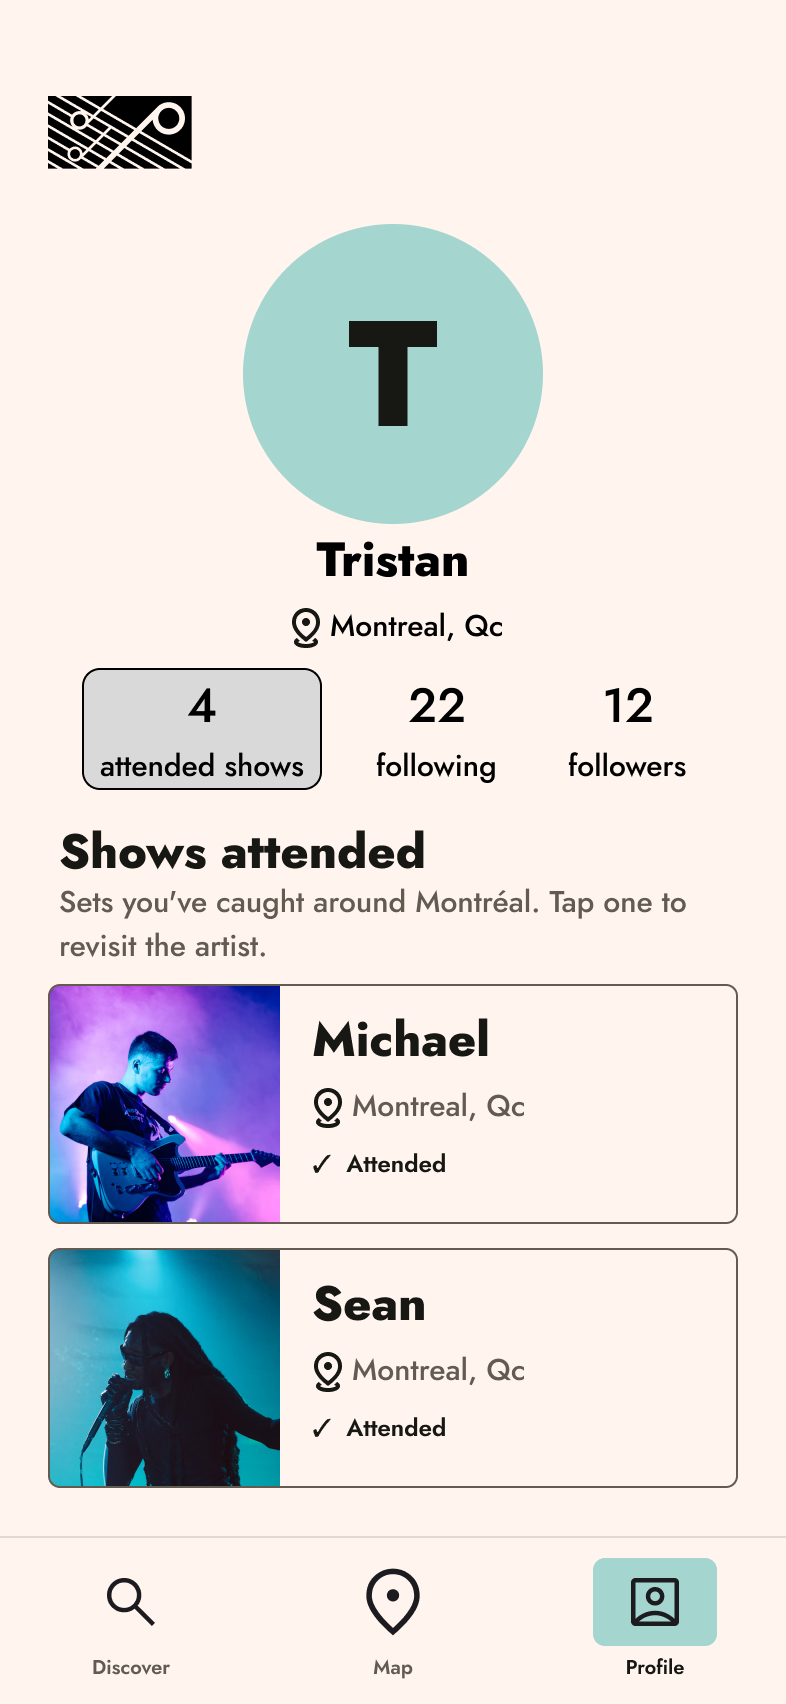 T
Tristan
Montreal, Qc
4
attended shows
22
following
12
followers
Shows attended
Sets you've caught around Montréal. Tap one to
revisit the artist.
Michael
Montreal, Qc
✓ Attended
Sean
Montreal, Qc
✓ Attended
Discover
Map
Profile